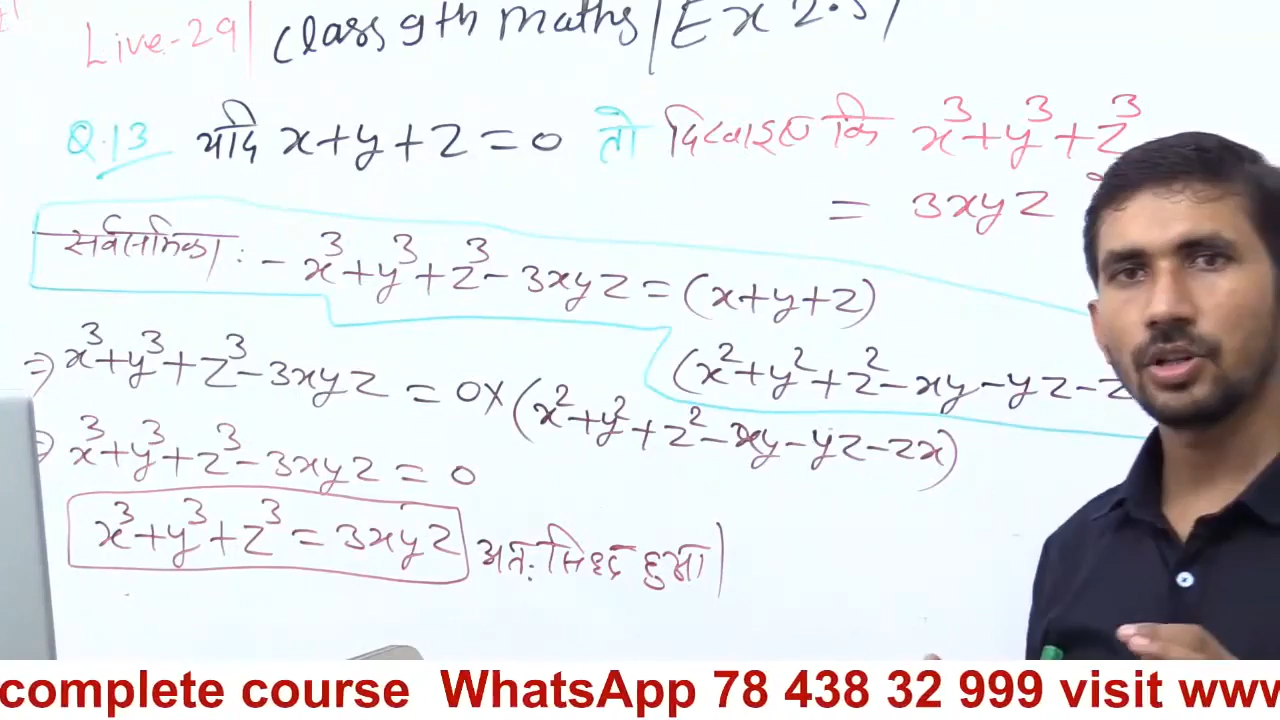 Live-29 | Class 9th maths | Ex 2.5 |
Q.13 यदि x+y+z=0 तो दिखाइए कि x³+y³+z³
= 3xyz
सर्वसमिका :- x³+y³+z³-3xyz=(x+y+z)
(x²+y²+z²-xy-yz-z
⇒ x³+y³+z³-3xyz = 0×(x²+y²+z²-xy-yz-zx)
⇒ x³+y³+z³-3xyz=0
x³+y³+z³=3xyz अतः सिध्द हुआ|
complete course WhatsApp 78 438 32 999 visit www